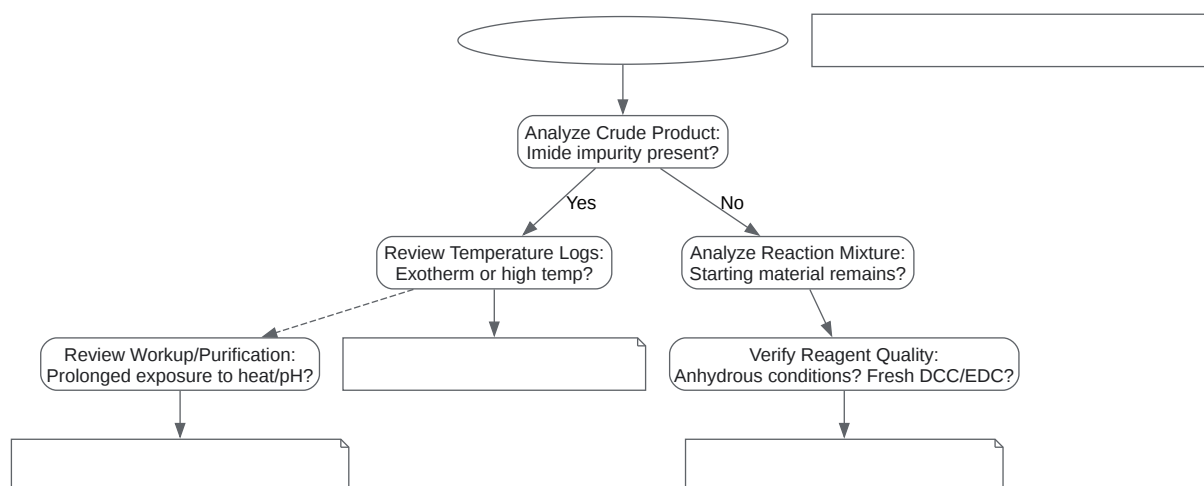 Analyze Crude Product:
Imide impurity present?
Yes
No
Review Temperature Logs:
Exotherm or high temp?
Analyze Reaction Mixture:
Starting material remains?
Review Workup/Purification:
Prolonged exposure to heat/pH?
Verify Reagent Quality:
Anhydrous conditions? Fresh DCC/EDC?